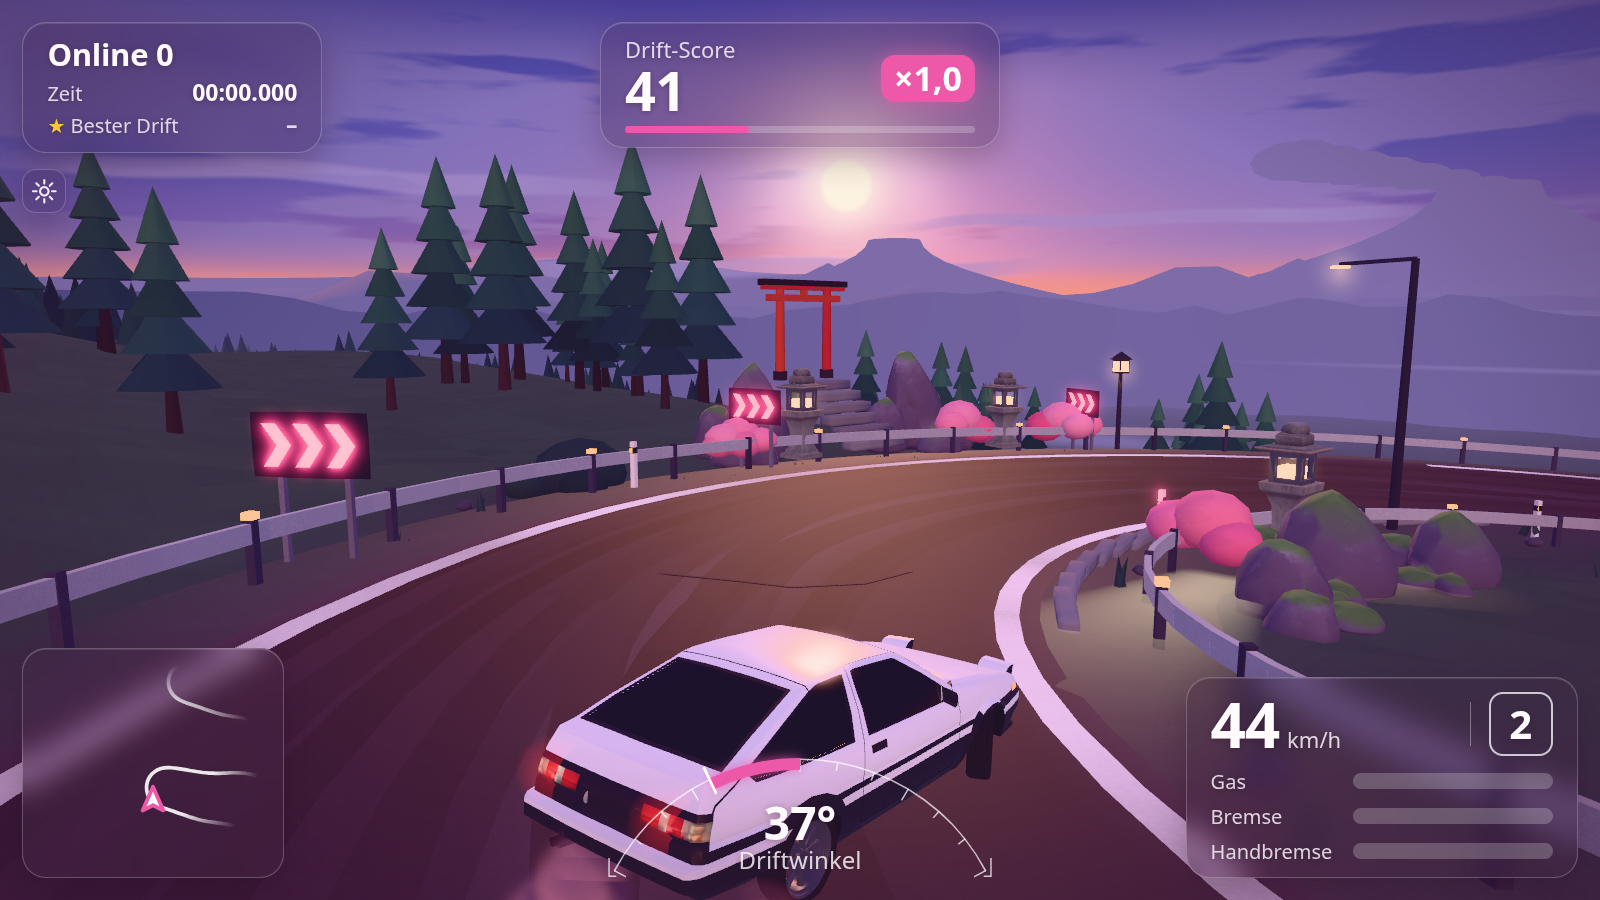 Online 0
Zeit 00:00.000
★ Bester Drift –
Drift-Score
41
×1,0
44 km/h
2
Gas
Bremse
Handbremse
37°
Driftwinkel